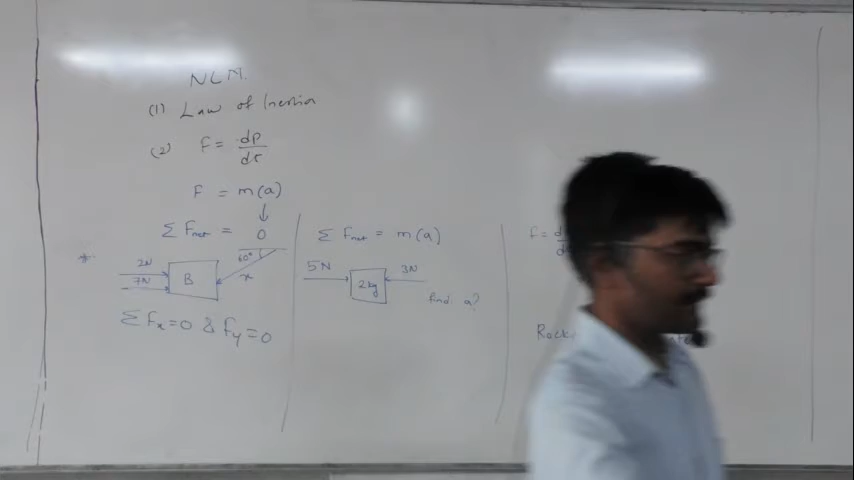 NLM.
(1) Law of Inertia
(2) F = dp/dt
F = m(a)
↓
Σ Fnet = 0
* 2N
7N
B
60°
x
Σ Fx = 0 & Fy = 0
Σ Fnet = m(a)
5N
2kg
3N
find a?
f = d
Rock